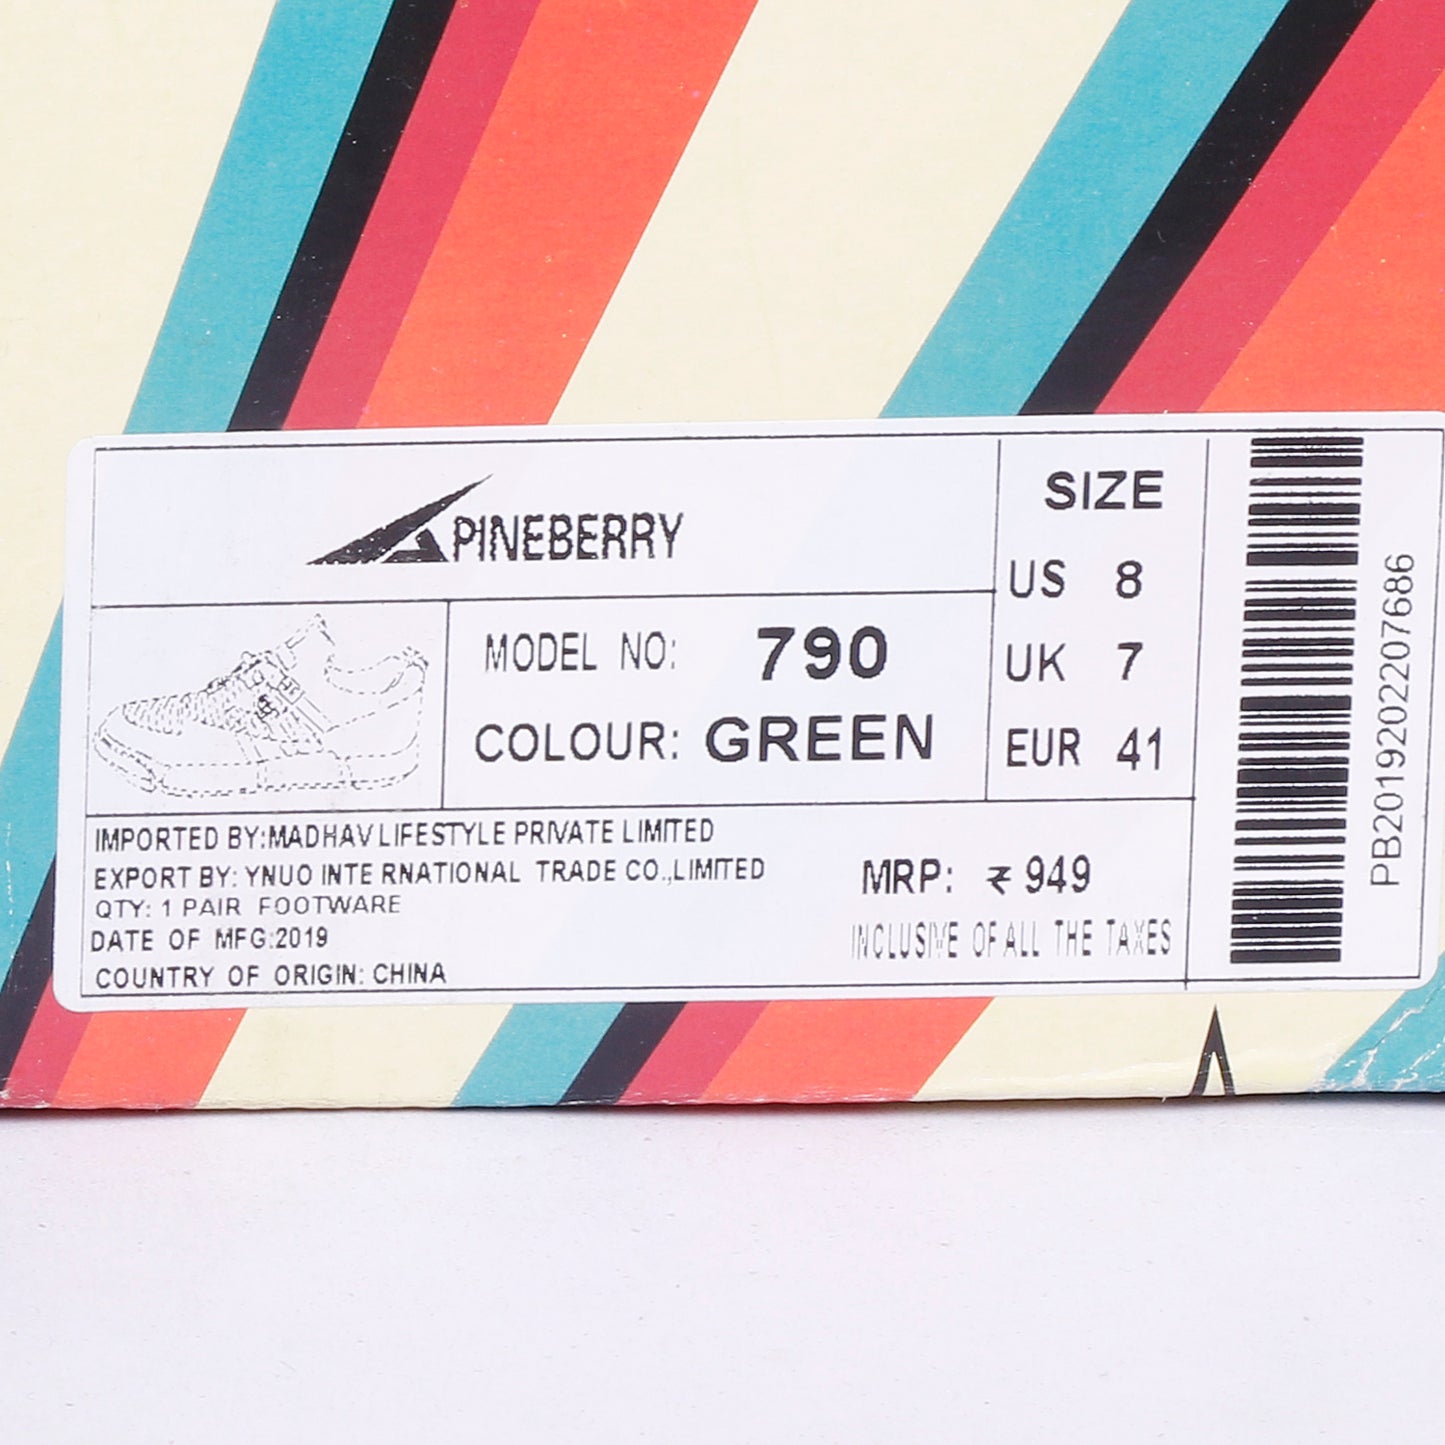 PINEBERRY
MODEL NO: 790
COLOUR: GREEN
SIZE
US 8
UK 7
EUR 41
IMPORTED BY:MADHAV LIFESTYLE PRIVATE LIMITED
EXPORT BY: YNUO INTE RNATIONAL TRADE CO.,LIMITED
QTY: 1 PAIR FOOTWARE
DATE OF MFG:2019
COUNTRY OF ORIGIN: CHINA
MRP: ₹ 949
INCLUSIVE OF ALL THE TAXES
PB2019202207686